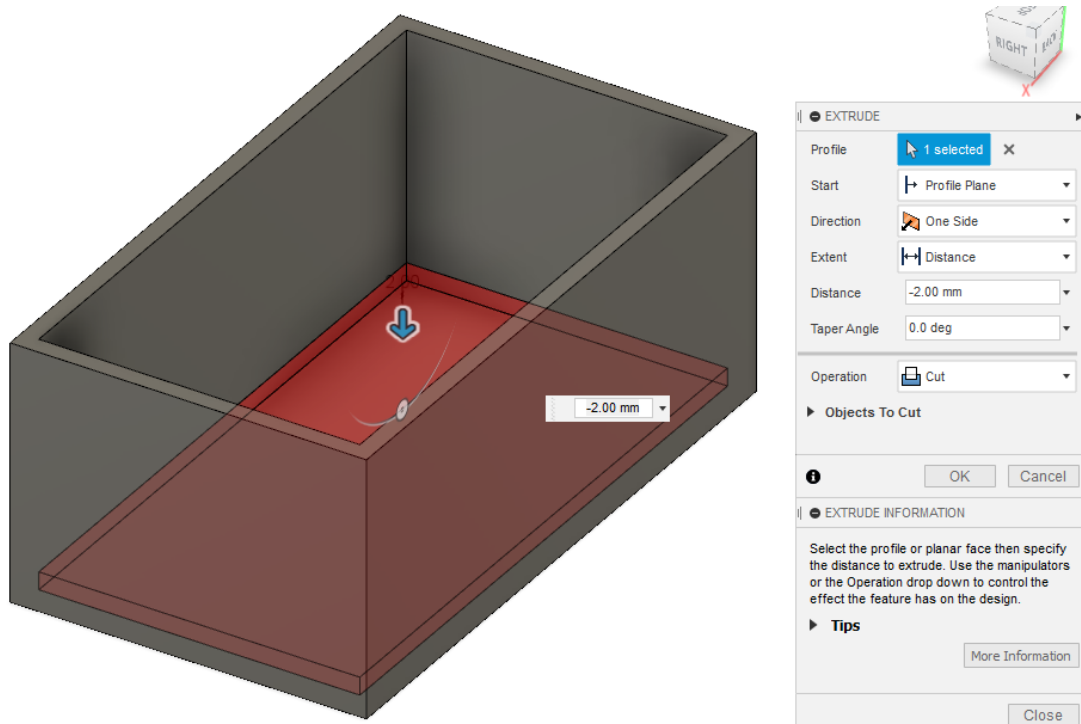 RIGHT
X
EXTRUDE
Profile
1 selected
Start
Profile Plane
Direction
One Side
Extent
Distance
Distance
-2.00 mm
Taper Angle
0.0 deg
Operation
Cut
Objects To Cut
OK
Cancel
EXTRUDE INFORMATION
Select the profile or planar face then specify
the distance to extrude. Use the manipulators
or the Operation drop down to control the
effect the feature has on the design.
Tips
More Information
Close
2.00
-2.00 mm